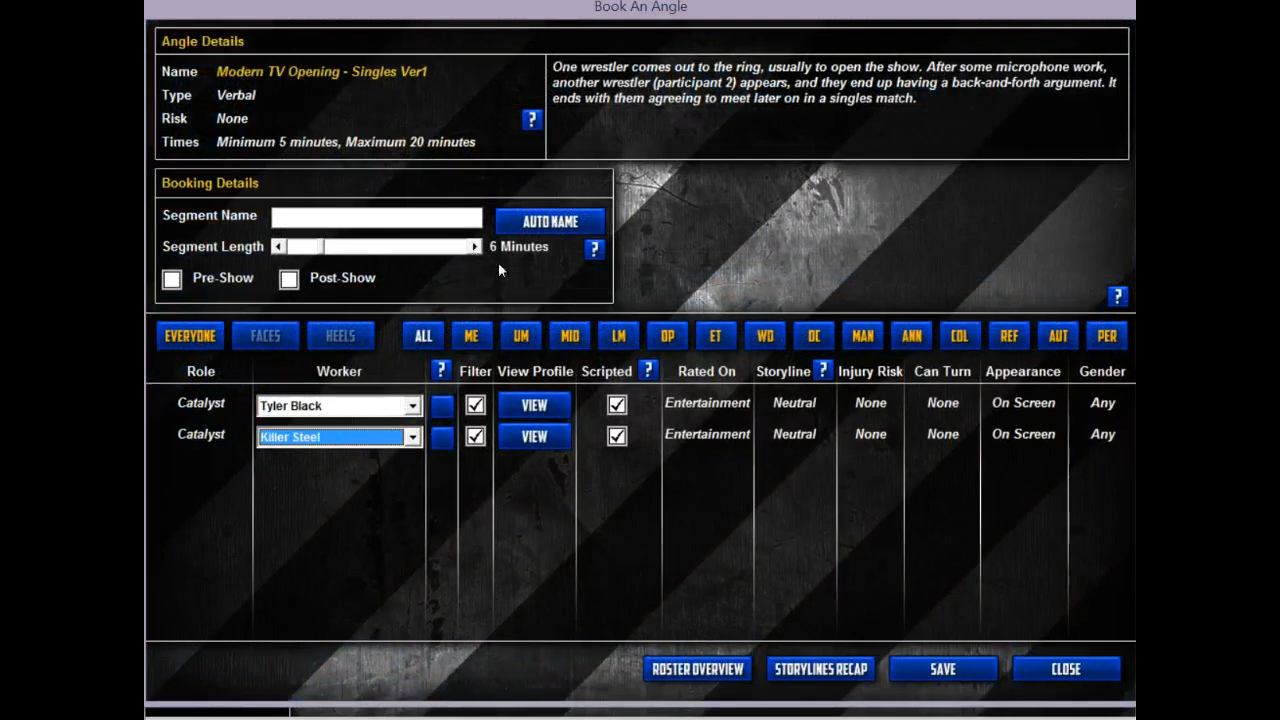 Book An Angle
Angle Details
Name Modern TV Opening - Singles Ver1
Type Verbal
Risk None
?
Times Minimum 5 minutes, Maximum 20 minutes
One wrestler comes out to the ring, usually to open the show. After some microphone work,
another wrestler (participant 2) appears, and they end up having a back-and-forth argument. It
ends with them agreeing to meet later on in a singles match.
Booking Details
Segment Name AUTO NAME
Segment Length 6 Minutes ?
Pre-Show Post-Show
?
EVERYONE FACES HEELS ALL ME UM MID LM OP ET WO OC MAN ANN COL REF AUT PER
Role Worker ? Filter View Profile Scripted ? Rated On Storyline ? Injury Risk Can Turn Appearance Gender
Catalyst Tyler Black VIEW Entertainment Neutral None None On Screen Any
Catalyst Killer Steel VIEW Entertainment Neutral None None On Screen Any
ROSTER OVERVIEW STORYLINES RECAP SAVE CLOSE